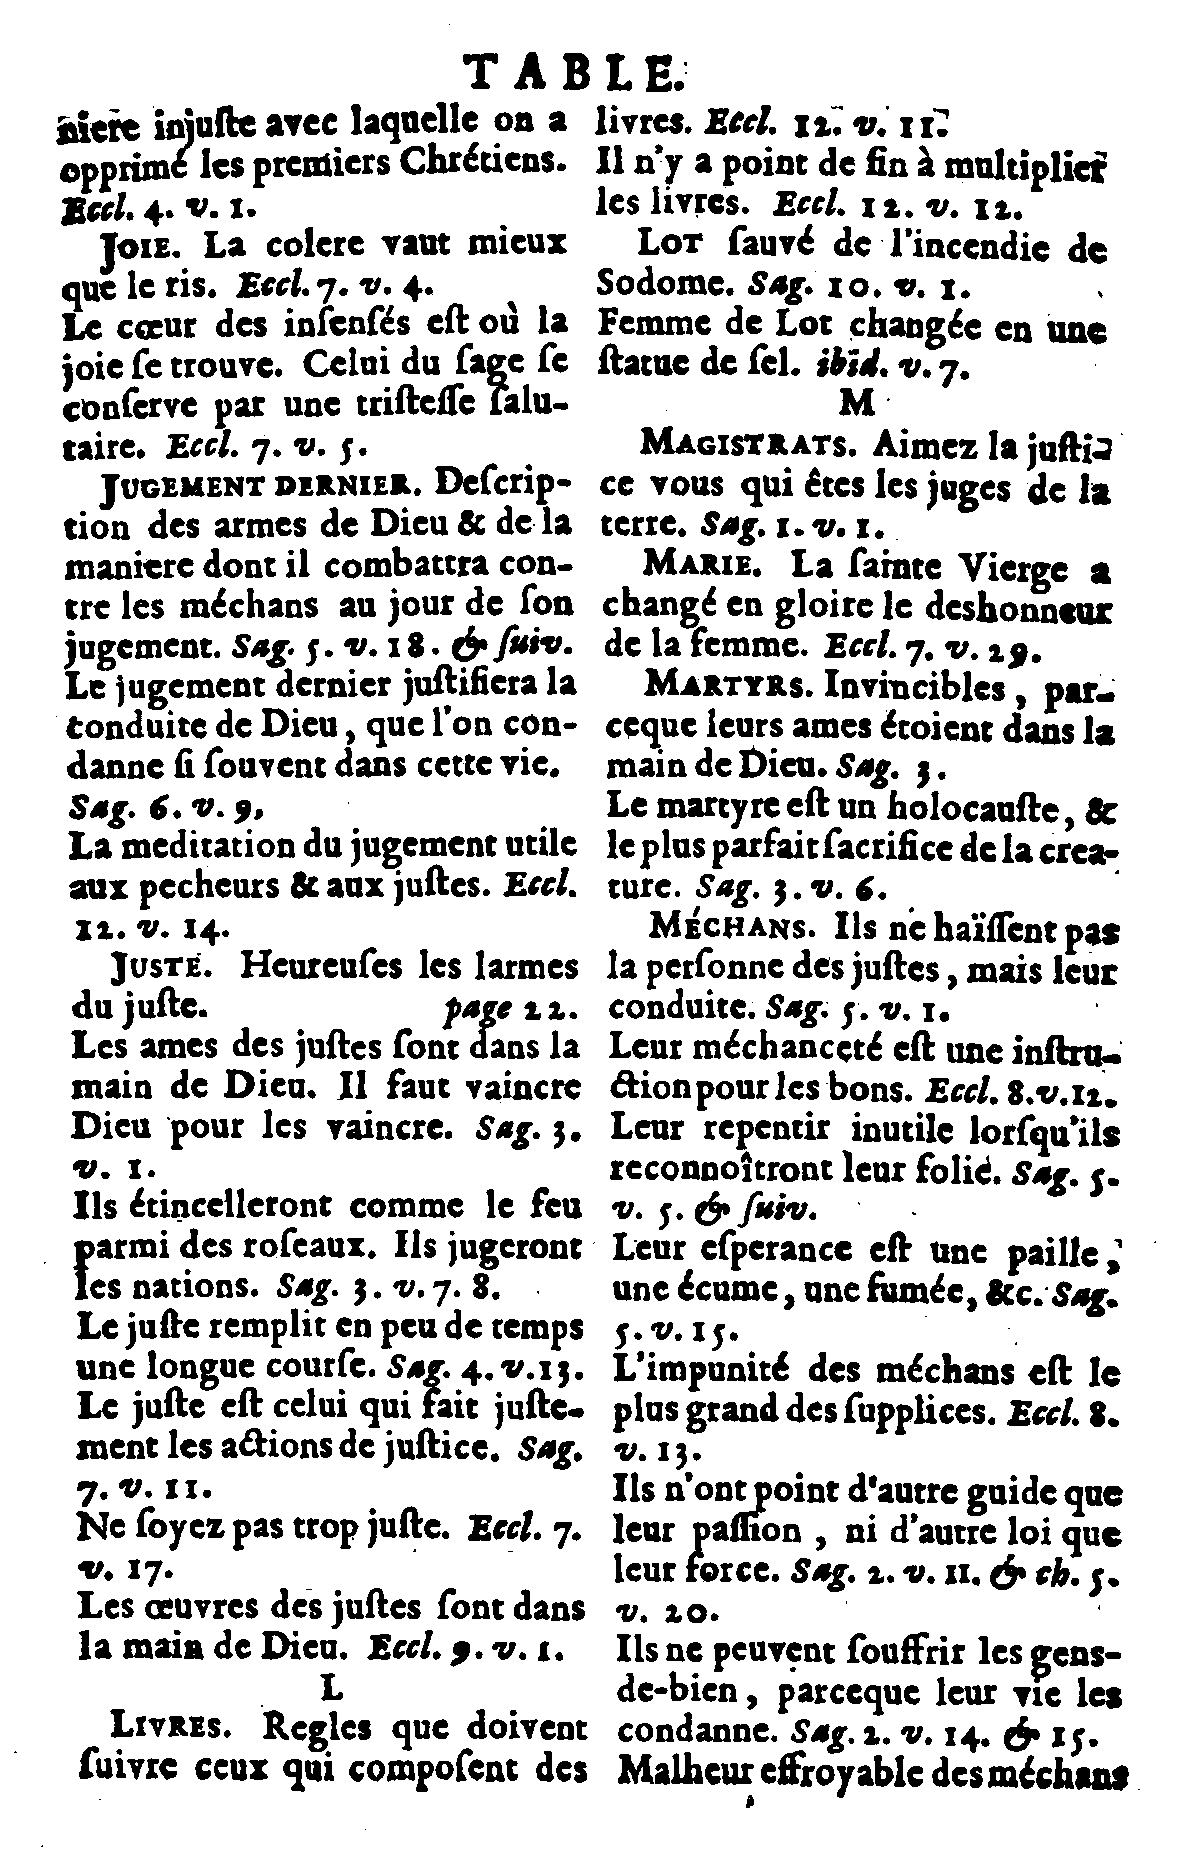 TABLE.
niere injuſte avec laquelle on a
opprimé les premiers Chrétiens.
Eccl. 4. v. 1.
JOIE. La colere vaut mieux
que le ris. Eccl. 7. v. 4.
Le cœur des inſenſés eſt où la
joie ſe trouve. Celui du ſage ſe
conſerve par une triſteſſe ſalu-
taire. Eccl. 7. v. 5.
JUGEMENT DERNIER. Deſcrip-
tion des armes de Dieu & de la
maniere dont il combattra con-
tre les méchans au jour de ſon
jugement. Sag. 5. v. 18. & ſuiv.
Le jugement dernier juſtifiera la
conduite de Dieu, que l'on con-
danne ſi ſouvent dans cette vie.
Sag. 6. v. 9,
La meditation du jugement utile
aux pecheurs & aux juſtes. Eccl.
12. v. 14.
JUSTE. Heureuſes les larmes
du juſte. page 22.
Les ames des juſtes ſont dans la
main de Dieu. Il faut vaincre
Dieu pour les vaincre. Sag. 3.
v. 1.
Ils étincelleront comme le feu
parmi des roſeaux. Ils jugeront
les nations. Sag. 3. v. 7. 8.
Le juſte remplit en peu de temps
une longue courſe. Sag. 4. v. 13.
Le juſte eſt celui qui fait juſte-
ment les actions de juſtice. Sag.
7. v. 11.
Ne ſoyez pas trop juſte. Eccl. 7.
v. 17.
Les œuvres des juſtes ſont dans
la main de Dieu. Eccl. 9. v. 1.
L
LIVRES. Regles que doivent
ſuivre ceux qui compoſent des
livres. Eccl. 12. v. 11.
Il n'y a point de fin à multiplier
les livres. Eccl. 12. v. 12.
LOT ſauvé de l'incendie de
Sodome. Sag. 10. v. 1.
Femme de Lot changée en une
ſtatue de ſel. ibid. v. 7.
M
MAGISTRATS. Aimez la juſti-
ce vous qui êtes les juges de la
terre. Sag. 1. v. 1.
MARIE. La ſainte Vierge a
changé en gloire le deshonneur
de la femme. Eccl. 7. v. 29.
MARTYRS. Invincibles, par-
ceque leurs ames étoient dans la
main de Dieu. Sag. 3.
Le martyre eſt un holocauſte, &
le plus parfait ſacrifice de la crea-
ture. Sag. 3. v. 6.
MÉCHANS. Ils ne haïſſent pas
la perſonne des juſtes, mais leur
conduite. Sag. 5. v. 1.
Leur méchanceté eſt une inſtru-
ction pour les bons. Eccl. 8. v. 12.
Leur repentir inutile lorſqu'ils
reconnoîtront leur folie. Sag. 5.
v. 5. & ſuiv.
Leur eſperance eſt une paille,
une écume, une fumée, &c. Sag.
5. v. 15.
L'impunité des méchans eſt le
plus grand des ſupplices. Eccl. 8.
v. 13.
Ils n'ont point d'autre guide que
leur paſſion, ni d'autre loi que
leur force. Sag. 2. v. 11. & ch. 5.
v. 20.
Ils ne peuvent ſouffrir les gens-
de-bien, parceque leur vie les
condanne. Sag. 2. v. 14. & 15.
Malheur effroyable des méchans